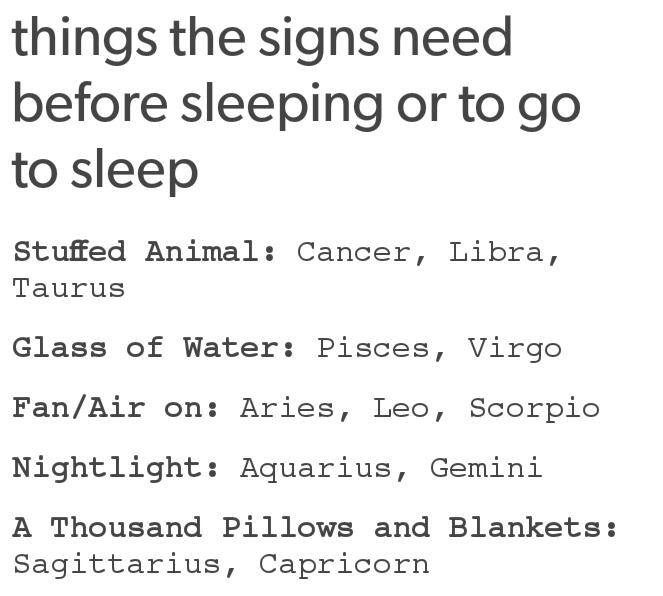 things the signs need
before sleeping or to go
to sleep
Stuffed Animal: Cancer, Libra,
Taurus
Glass of Water: Pisces, Virgo
Fan/Air on: Aries, Leo, Scorpio
Nightlight: Aquarius, Gemini
A Thousand Pillows and Blankets:
Sagittarius, Capricorn